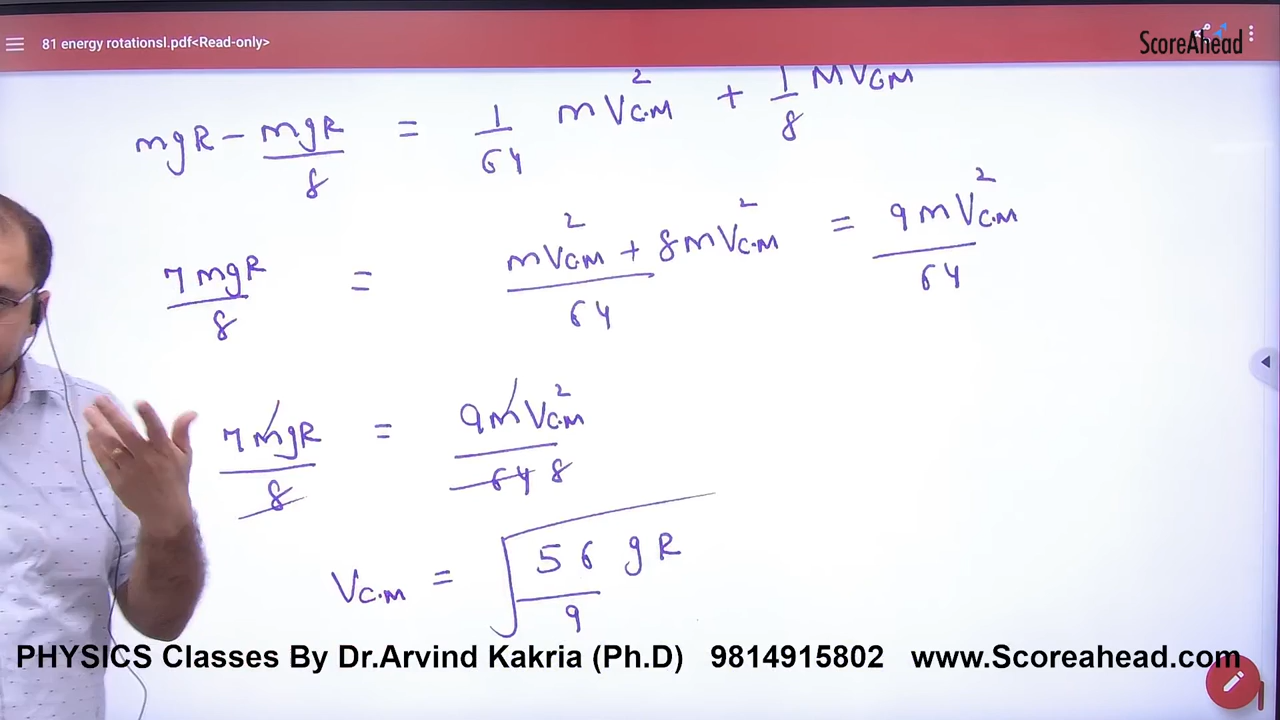 81 energy rotationsl.pdf<Read-only>
ScoreAhead
mgR - mgR/8 = 1/64 mV²C.M + 1/8 MVCM
7mgR/8 = (mV²CM + 8mV²C.M)/64 = 9mV²C.M/64
7mgR/8 = 9mV²C.M/64 8
VC.M = √(56/9 gR)
PHYSICS Classes By Dr.Arvind Kakria (Ph.D) 9814915802 www.Scoreahead.com